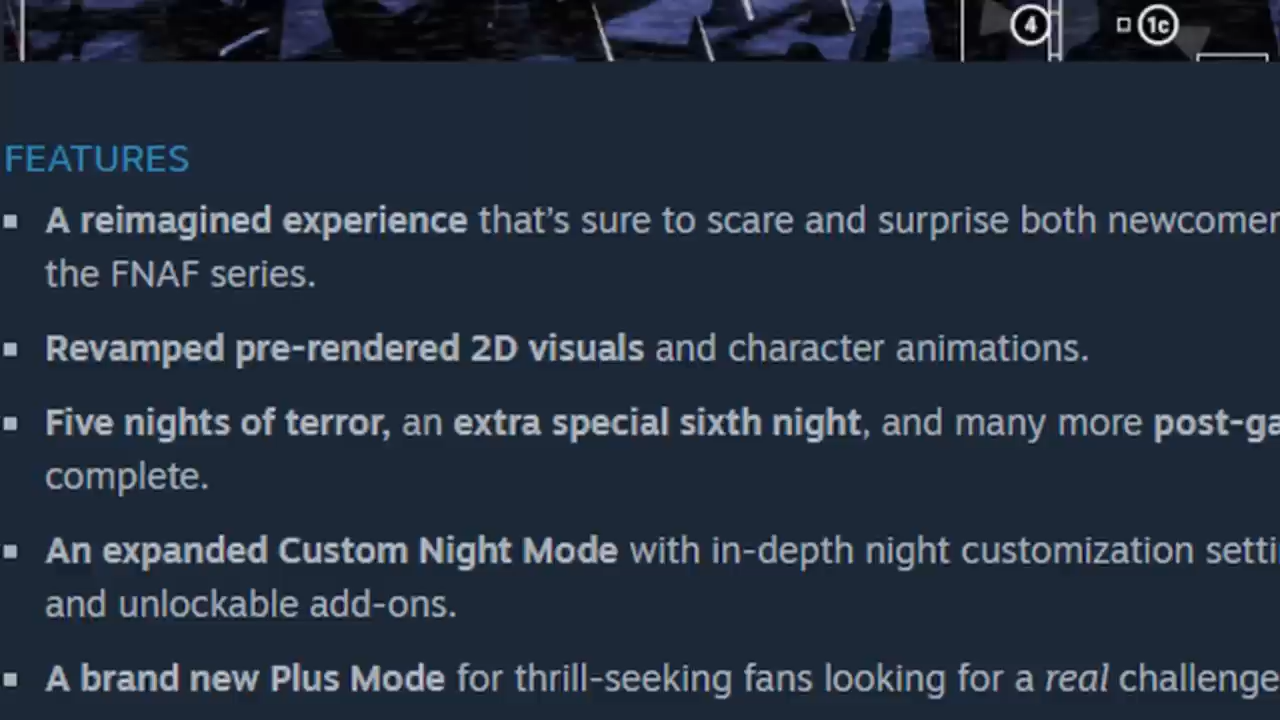 4 1c
FEATURES
A reimagined experience that’s sure to scare and surprise both newcomer
the FNAF series.
Revamped pre-rendered 2D visuals and character animations.
Five nights of terror, an extra special sixth night, and many more post-ga
complete.
An expanded Custom Night Mode with in-depth night customization setti
and unlockable add-ons.
A brand new Plus Mode for thrill-seeking fans looking for a real challenge